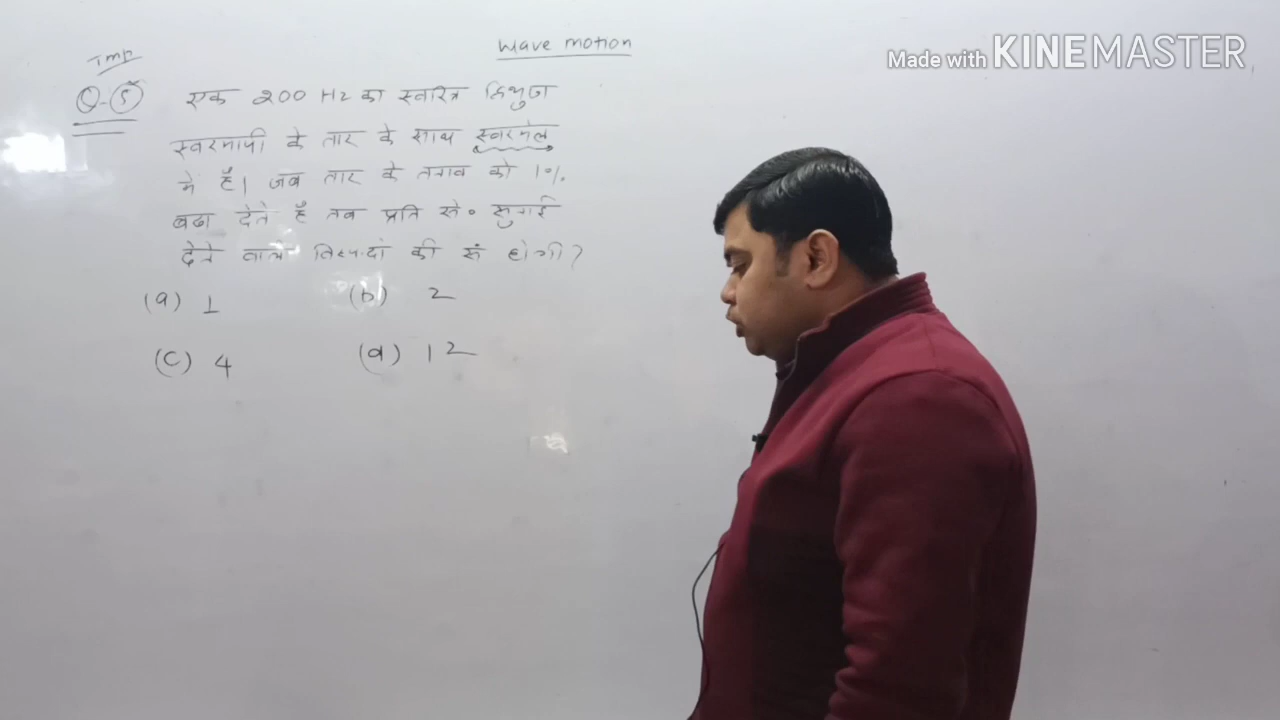 Wave motion
Made with KINEMASTER
Imp
Q-5 एक 200 Hz का स्वरित्र त्रिभुज
स्वरमापी के तार के साथ स्वरमेल
में हैं। जब तार के तनाव को 1%
बढा देते हैं तब प्रति से० सुनाई
देने वाले विस्पदों की सं होगी?
(a) 1 (b) 2
(c) 4 (d) 12